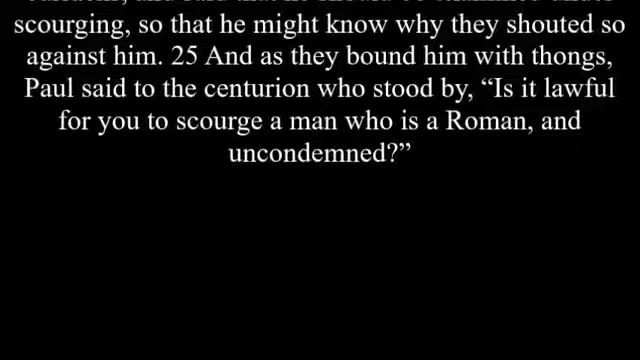 scourging, so that he might know why they shouted so
against him. 25 And as they bound him with thongs,
Paul said to the centurion who stood by, “Is it lawful
for you to scourge a man who is a Roman, and
uncondemned?”